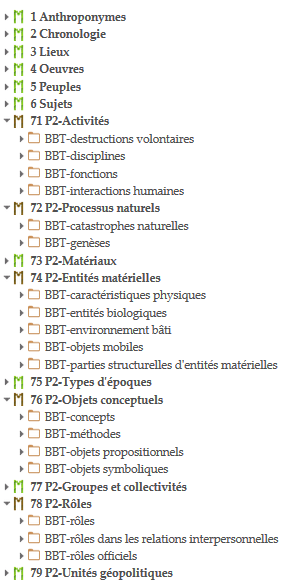 1 Anthroponymes
2 Chronologie
3 Lieux
4 Oeuvres
5 Peuples
6 Sujets
71 P2-Activités
BBT-destructions volontaires
BBT-disciplines
BBT-fonctions
BBT-interactions humaines
72 P2-Processus naturels
BBT-catastrophes naturelles
BBT-genèses
73 P2-Matériaux
74 P2-Entités matérielles
BBT-caractéristiques physiques
BBT-entités biologiques
BBT-environnement bâti
BBT-objets mobiles
BBT-parties structurelles d'entités matérielles
75 P2-Types d'époques
76 P2-Objets conceptuels
BBT-concepts
BBT-méthodes
BBT-objets propositionnels
BBT-objets symboliques
77 P2-Groupes et collectivités
78 P2-Rôles
BBT-rôles
BBT-rôles dans les relations interpersonnelles
BBT-rôles officiels
79 P2-Unités géopolitiques